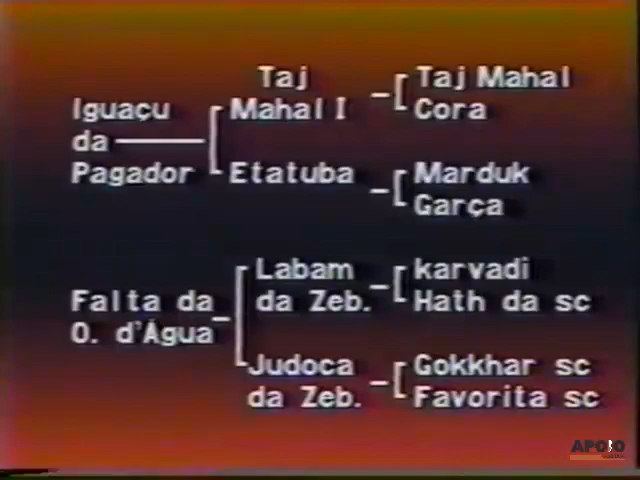 Taj
Mahal I
Taj Mahal
Cora
Iguaçu
da
Pagador
Etatuba
Marduk
Garça
Labam
da Zeb.
karvadi
Hath da sc
Falta da
O. d'Água
Judoca
da Zeb.
Gokkhar sc
Favorita sc
APOIO